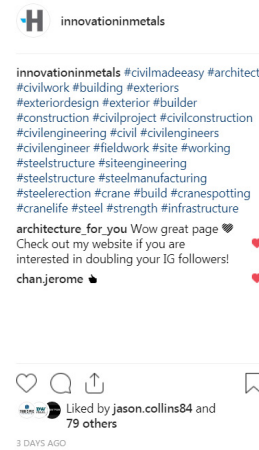 innovationinmetals
innovationinmetals #civilmadeeasy #architect
#civilwork #building #exteriors
#exteriordesign #exterior #builder
#construction #civilproject #civilconstruction
#civilengineering #civil #civilengineers
#civilengineer #fieldwork #site #working
#steelstructure #siteengineering
#steelstructure #steelmanufacturing
#steelerection #crane #build #cranespotting
#cranelife #steel #strength #infrastructure
architecture_for_you Wow great page 🖤
Check out my website if you are
interested in doubling your IG followers!
chan.jerome 👆
Liked by jason.collins84 and
79 others
3 DAYS AGO